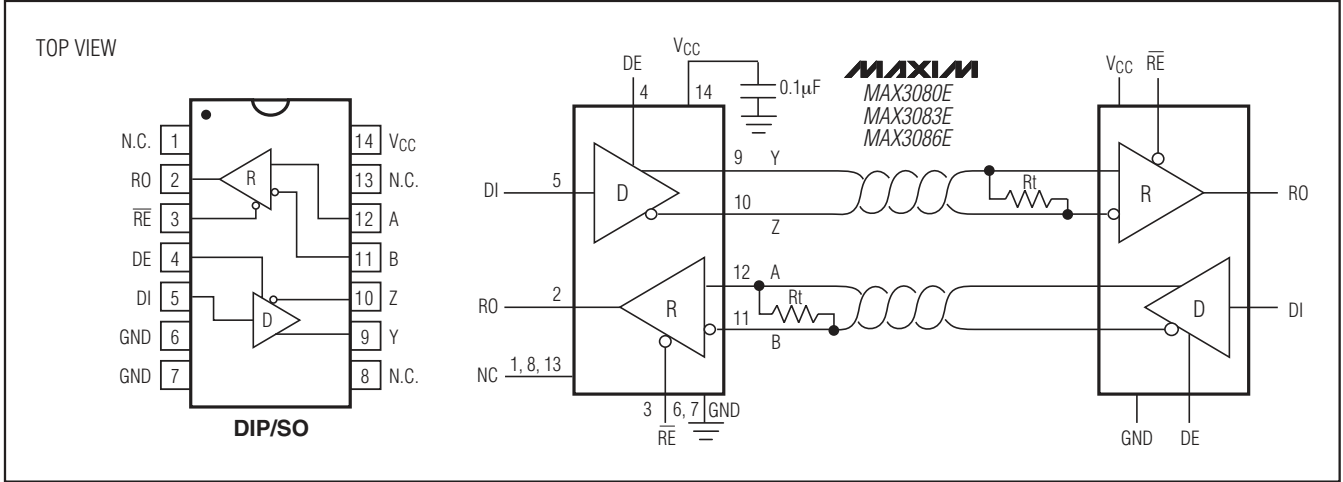 TOP VIEW
N.C. 1
RO 2
R̅E̅ 3
DE 4
DI 5
GND 6
GND 7
14 VCC
13 N.C.
12 A
11 B
10 Z
9 Y
8 N.C.
R
D
DIP/SO
DE
4
VCC
14
0.1µF
MAXIM
MAX3080E
MAX3083E
MAX3086E
DI 5
D
9 Y
10
Z
Rt
RO 2
R
12 A
11
B
Rt
NC 1, 8, 13
3
R̅E̅
6, 7 GND
VCC
R̅E̅
R
RO
D
DI
GND
DE